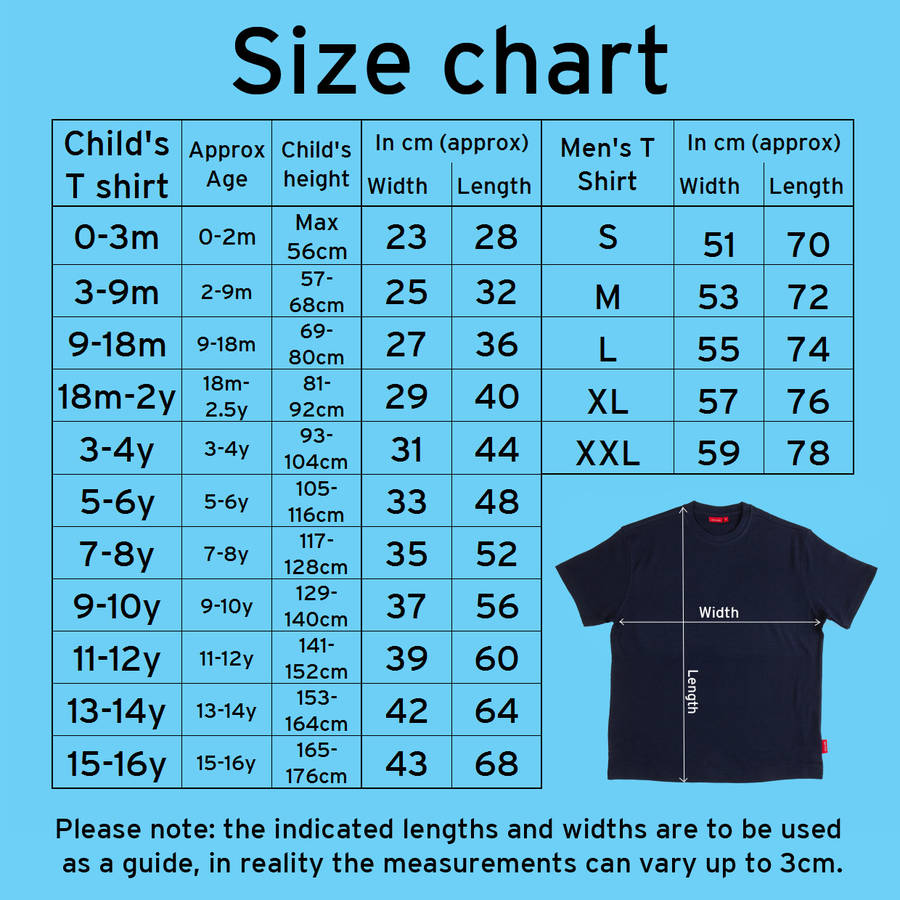 Size chart
Child's T shirt Approx Age Child's height In cm (approx) Width Length Men's T Shirt In cm (approx) Width Length
0-3m 0-2m Max 56cm 23 28 S 51 70
3-9m 2-9m 57-68cm 25 32 M 53 72
9-18m 9-18m 69-80cm 27 36 L 55 74
18m-2y 18m-2.5y 81-92cm 29 40 XL 57 76
3-4y 3-4y 93-104cm 31 44 XXL 59 78
5-6y 5-6y 105-116cm 33 48
7-8y 7-8y 117-128cm 35 52
9-10y 9-10y 129-140cm 37 56
11-12y 11-12y 141-152cm 39 60
13-14y 13-14y 153-164cm 42 64
15-16y 15-16y 165-176cm 43 68
Width
Length
Please note: the indicated lengths and widths are to be used
as a guide, in reality the measurements can vary up to 3cm.